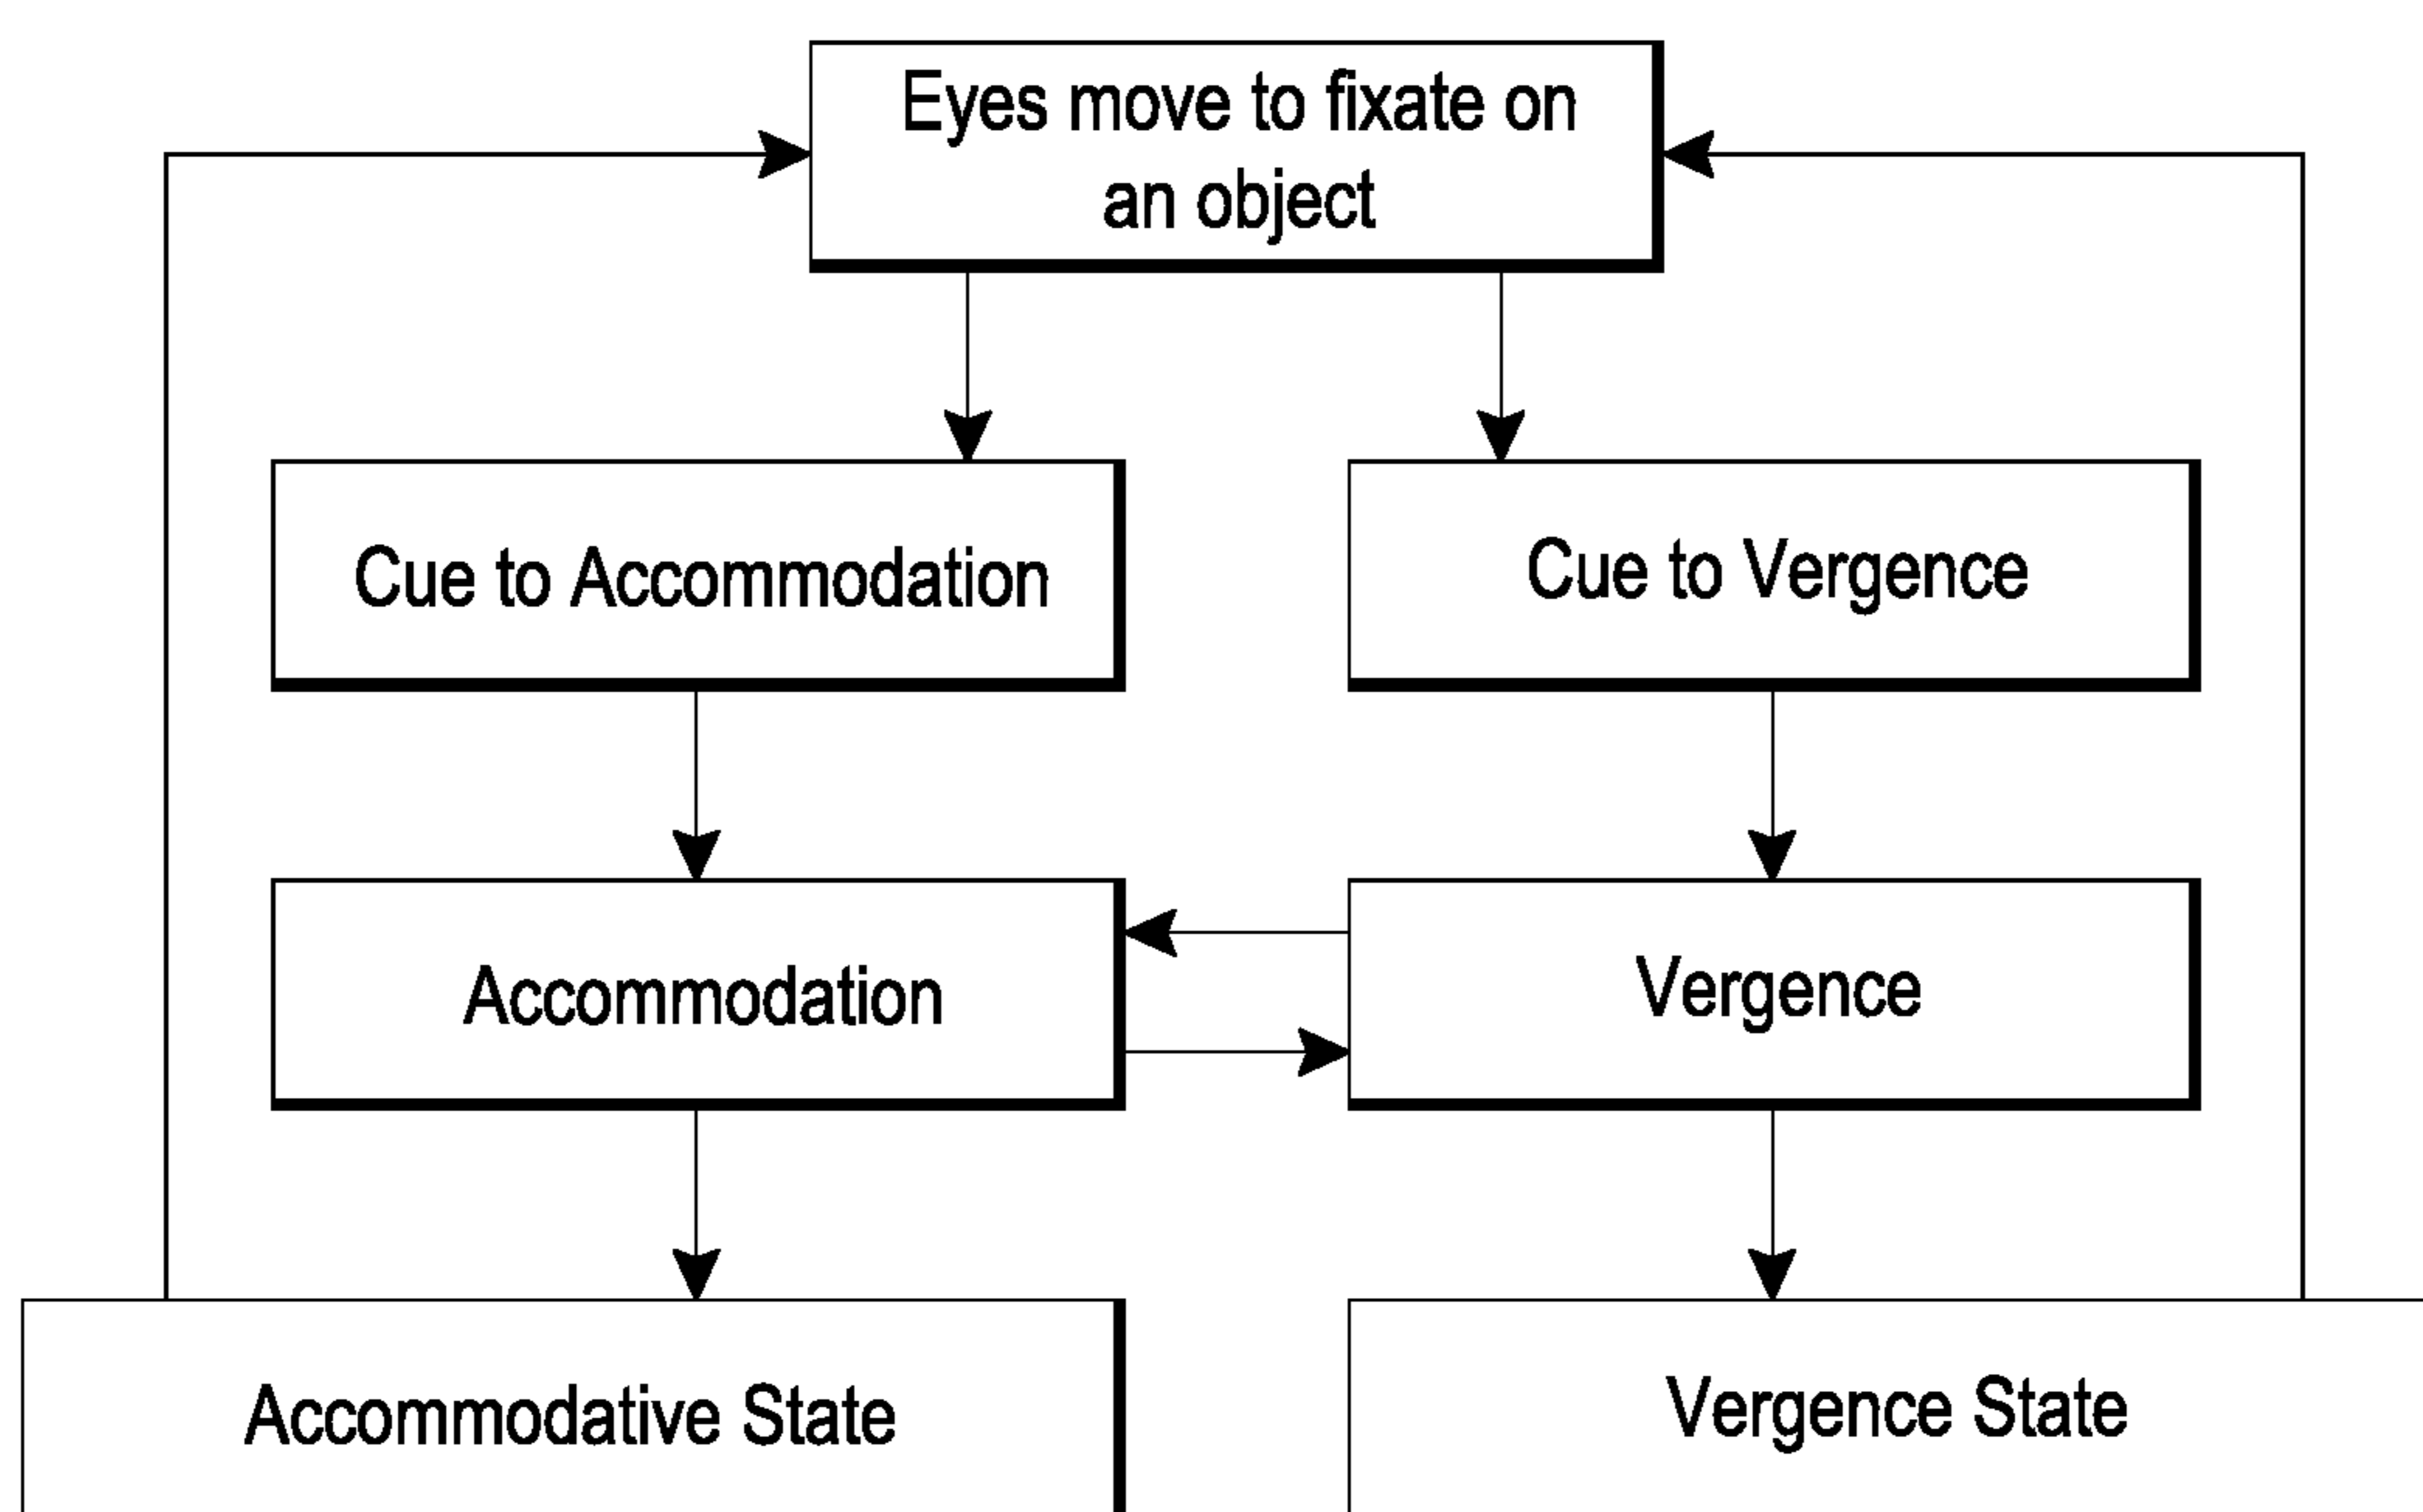 Eyes move to fixate on
an object
Cue to Accommodation
Cue to Vergence
Accommodation
Vergence
Accommodative State
Vergence State